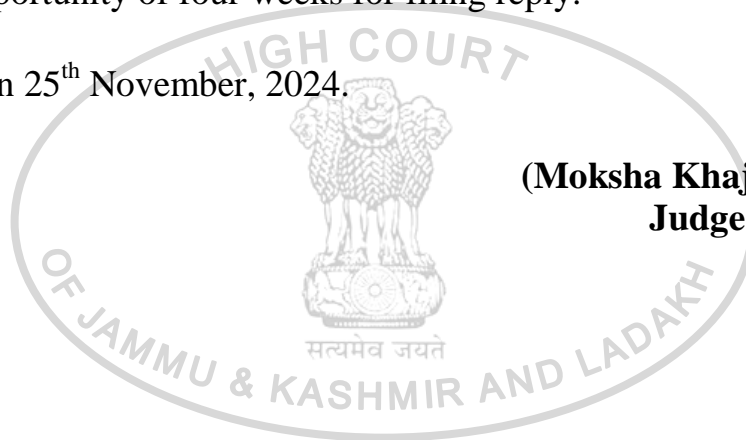 portunity of four weeks for filing reply.
n 25th November, 2024.
HIGH COURT
(Moksha Khaj
Judge
सत्यमेव जयते
OF JAMMU & KASHMIR AND LADAKH